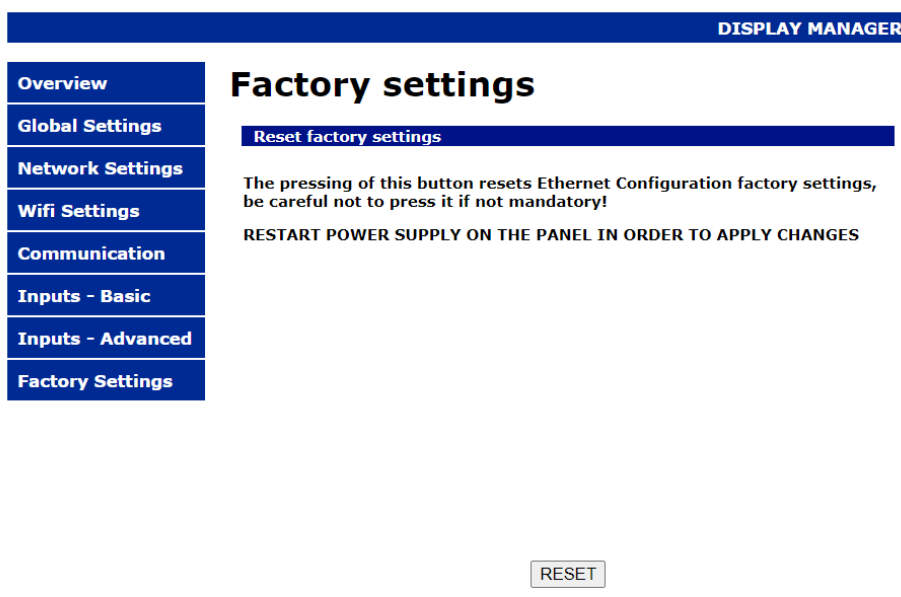 DISPLAY MANAGER
Overview
Global Settings
Network Settings
Wifi Settings
Communication
Inputs - Basic
Inputs - Advanced
Factory Settings
Factory settings
Reset factory settings
The pressing of this button resets Ethernet Configuration factory settings,
be careful not to press it if not mandatory!
RESTART POWER SUPPLY ON THE PANEL IN ORDER TO APPLY CHANGES
RESET